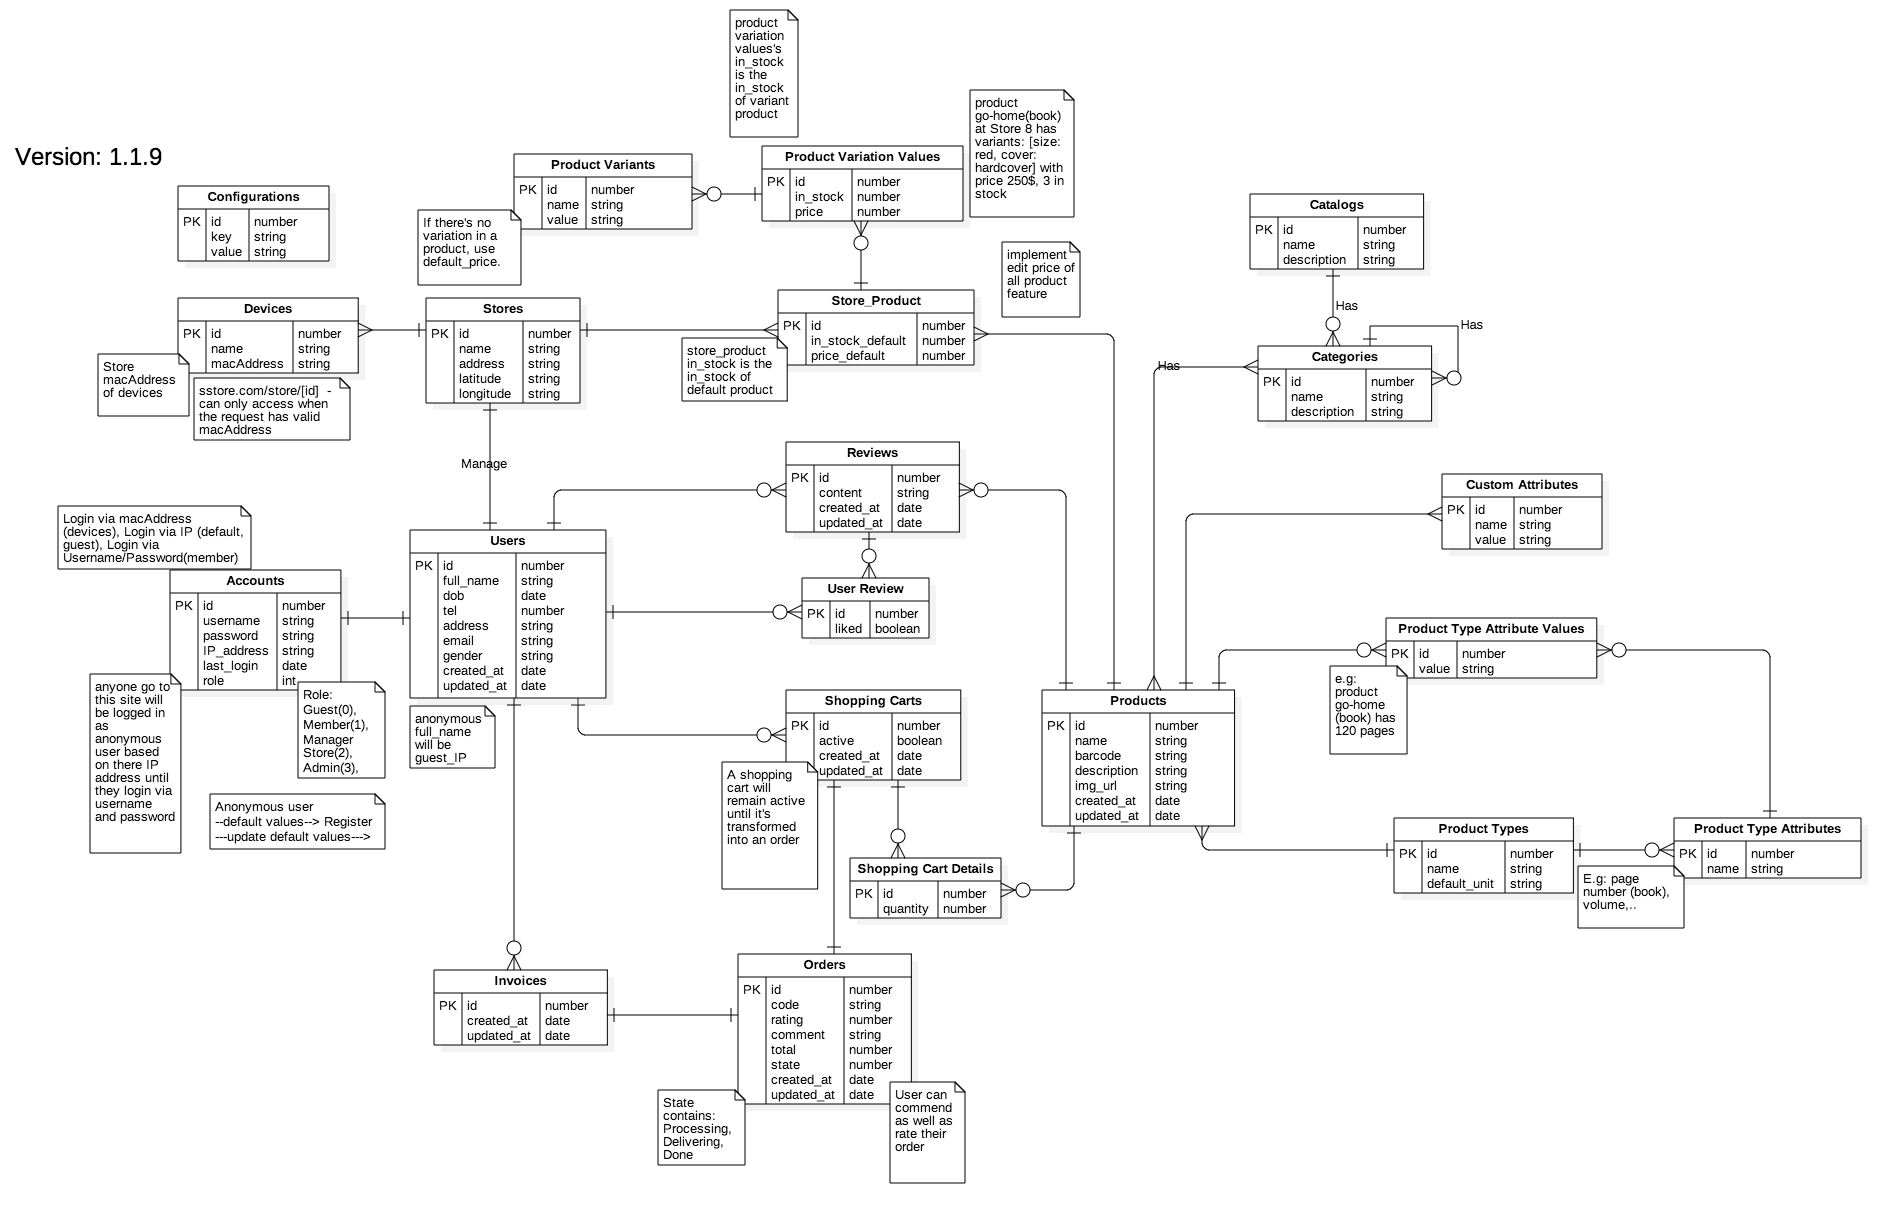 product
variation
values's
in_stock
is the
in_stock
of variant
product
product
go-home(book)
at Store 8 has
variants: [size:
red, cover:
hardcover] with
price 250$, 3 in
stock
Version: 1.1.9
Product Variants
PK id number
name string
value string
Product Variation Values
PK id number
in_stock number
price number
Configurations
PK id number
key string
value string
If there's no
variation in a
product, use
default_price.
Catalogs
PK id number
name string
description string
implement
edit price of
all product
feature
Devices
PK id number
name string
macAddress string
Stores
PK id number
name string
address string
latitude string
longitude string
Store_Product
PK id number
in_stock_default number
price_default number
Has
Has
Has
Categories
PK id number
name string
description string
Store
macAddress
of devices
sstore.com/store/[id] -
can only access when
the request has valid
macAddress
store_product
in_stock is the
in_stock of
default product
Manage
Reviews
PK id number
content string
created_at date
updated_at date
Custom Attributes
PK id number
name string
value string
Login via macAddress
(devices), Login via IP (default,
guest), Login via
Username/Password(member)
Users
PK id number
full_name string
dob date
tel number
address string
email string
gender string
created_at date
updated_at date
Accounts
PK id number
username string
password string
IP_address string
last_login date
role int
User Review
PK id number
liked boolean
Product Type Attribute Values
PK id number
value string
e.g:
product
go-home
(book) has
120 pages
anyone go to
this site will
be logged in
as
anonymous
user based
on there IP
address until
they login via
username
and password
Role:
Guest(0),
Member(1),
Manager
Store(2),
Admin(3),
anonymous
full_name
will be
guest_IP
Shopping Carts
PK id number
active boolean
created_at date
updated_at date
Products
PK id number
name string
barcode string
description string
img_url string
created_at date
updated_at date
A shopping
cart will
remain active
until it's
transformed
into an order
Anonymous user
--default values--> Register
---update default values--->
Product Types
PK id number
name string
default_unit string
Product Type Attributes
PK id number
name string
E.g: page
number (book),
volume,..
Shopping Cart Details
PK id number
quantity number
Invoices
PK id number
created_at date
updated_at date
Orders
PK id number
code string
rating number
comment string
total number
state number
created_at date
updated_at date
State
contains:
Processing,
Delivering,
Done
User can
commend
as well as
rate their
order